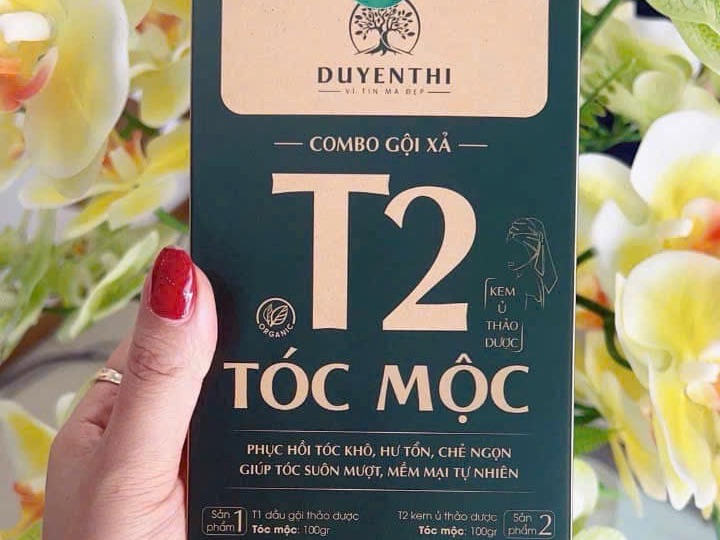 DUYENTHI
VÌ TIN MÀ ĐẸP
COMBO GỘI XẢ
T2
KEM
Ủ
THẢO
DƯỢC
ORGANIC
TÓC MỘC
PHỤC HỒI TÓC KHÔ, HƯ TỔN, CHẺ NGỌN
GIÚP TÓC SUÔN MƯỢT, MỀM MẠI TỰ NHIÊN
Sản phẩm 1
T1 dầu gội thảo dược
Tóc mộc: 100gr
T2 kem ủ thảo dược
Tóc mộc: 100gr
Sản phẩm 2